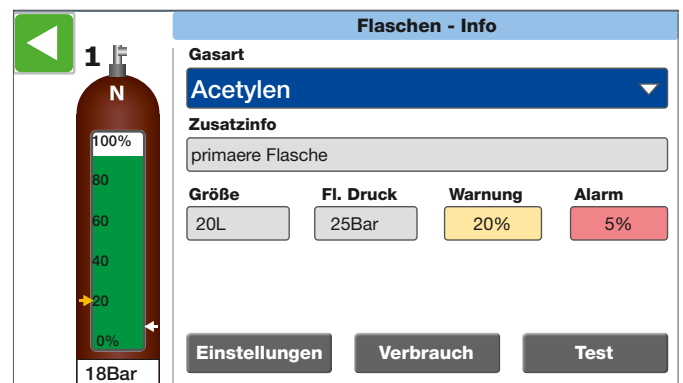 Flaschen - Info
1
N
100%
80
60
40
20
0%
18Bar
Gasart
Acetylen
Zusatzinfo
primaere Flasche
Größe Fl. Druck Warnung Alarm
20L 25Bar 20% 5%
Einstellungen Verbrauch Test